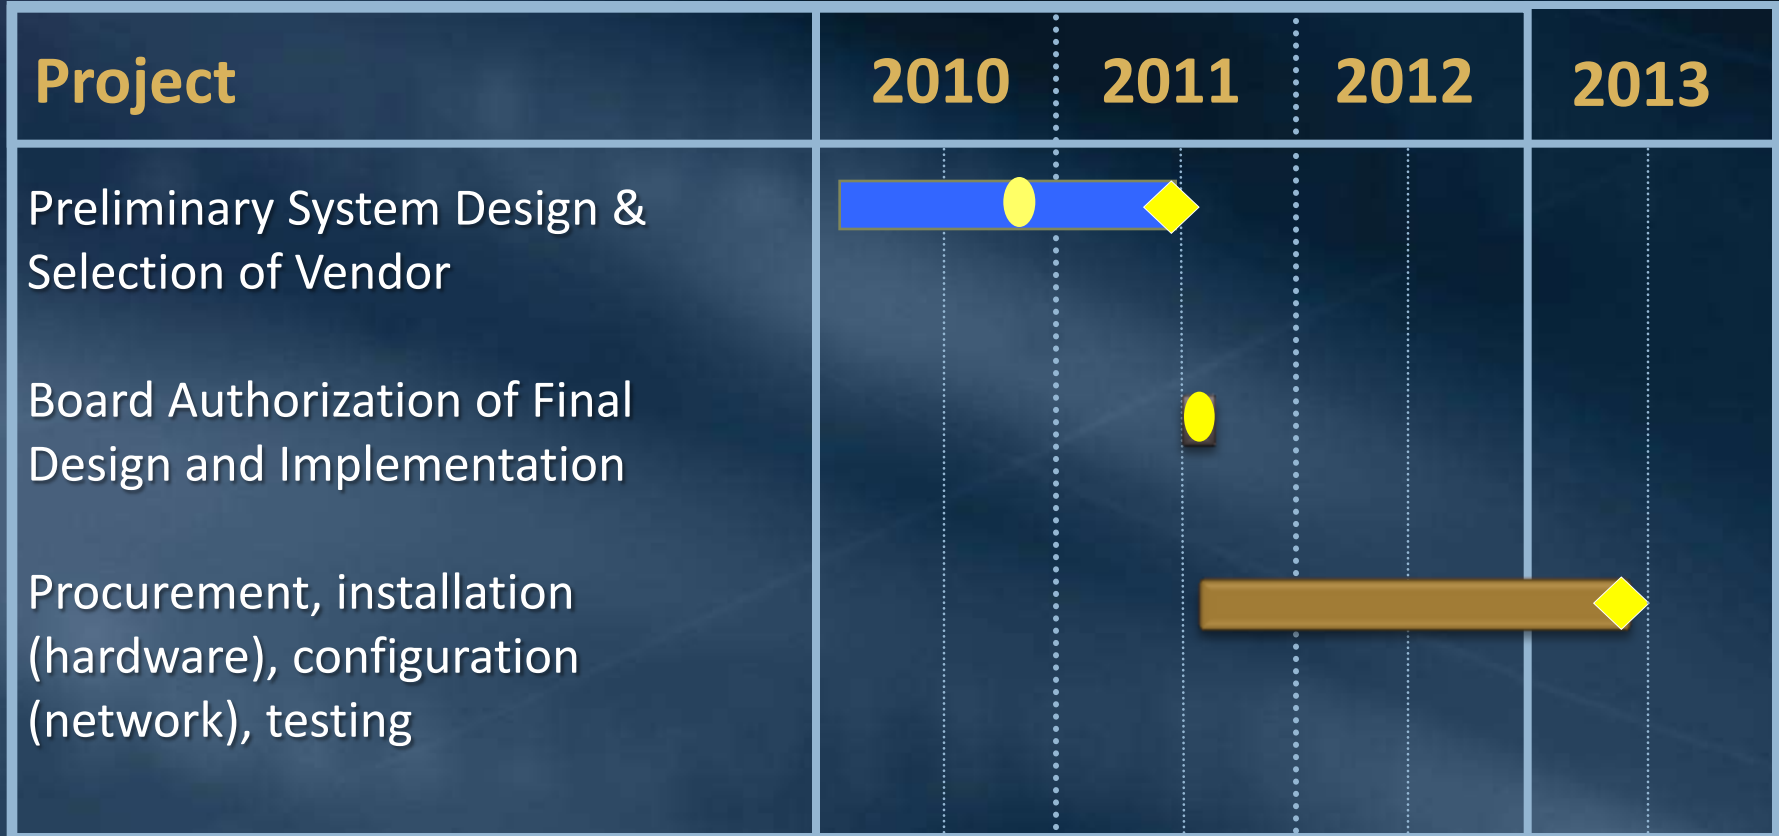 Project
2010
2011
2012
2013
Preliminary System Design &
Selection of Vendor
Board Authorization of Final
Design and Implementation
Procurement, installation
(hardware), configuration
(network), testing